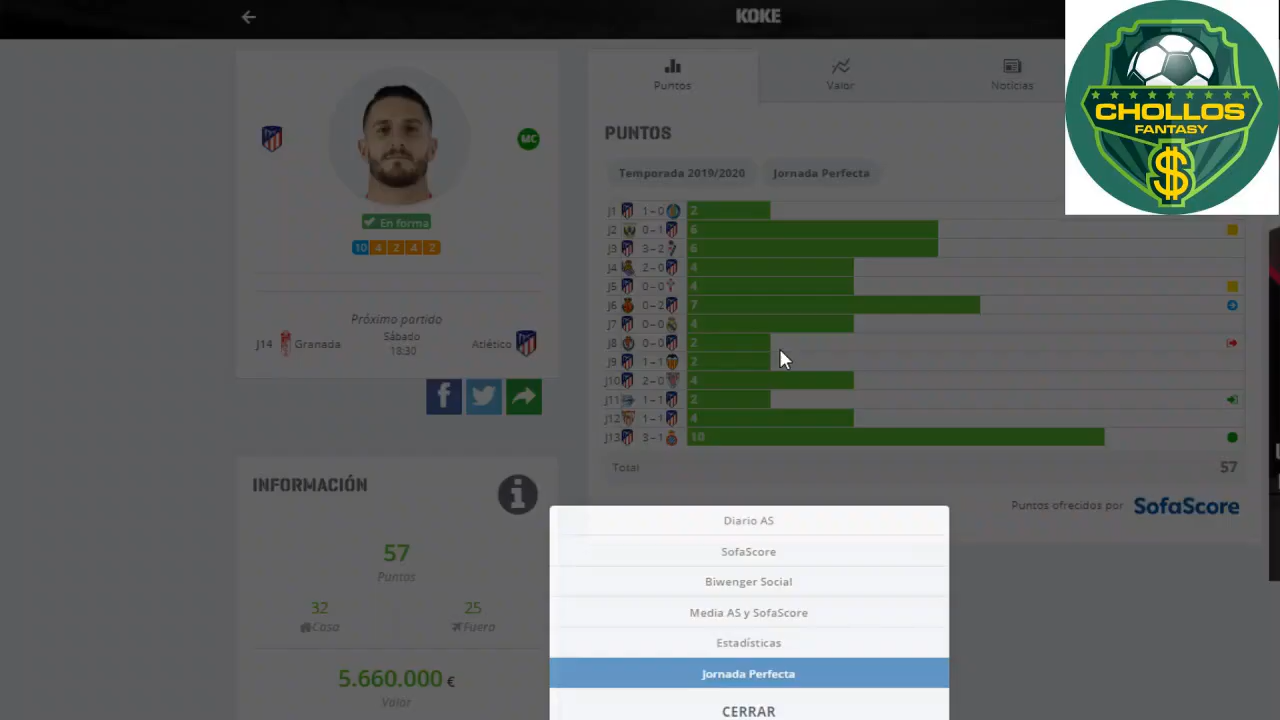 KOKE
MC
En forma
10 4 2 4 2
Próximo partido
J14 Granada
Sábado
18:30
Atlético
INFORMACIÓN
57
Puntos
32
Casa
25
Fuera
5.660.000 €
Valor
Puntos
Valor
Noticias
PUNTOS
Temporada 2019/2020
Jornada Perfecta
J1 1-0 2
J2 0-1 6
J3 3-2 6
J4 2-0 4
J5 0-0 4
J6 0-2 7
J7 0-0 4
J8 0-0 2
J9 1-1 2
J10 2-0 4
J11 1-1 2
J12 1-1 4
J13 3-1 10
Total 57
Puntos ofrecidos por SofaScore
Diario AS
SofaScore
Biwenger Social
Media AS y SofaScore
Estadísticas
Jornada Perfecta
CERRAR
CHOLLOS
FANTASY
$